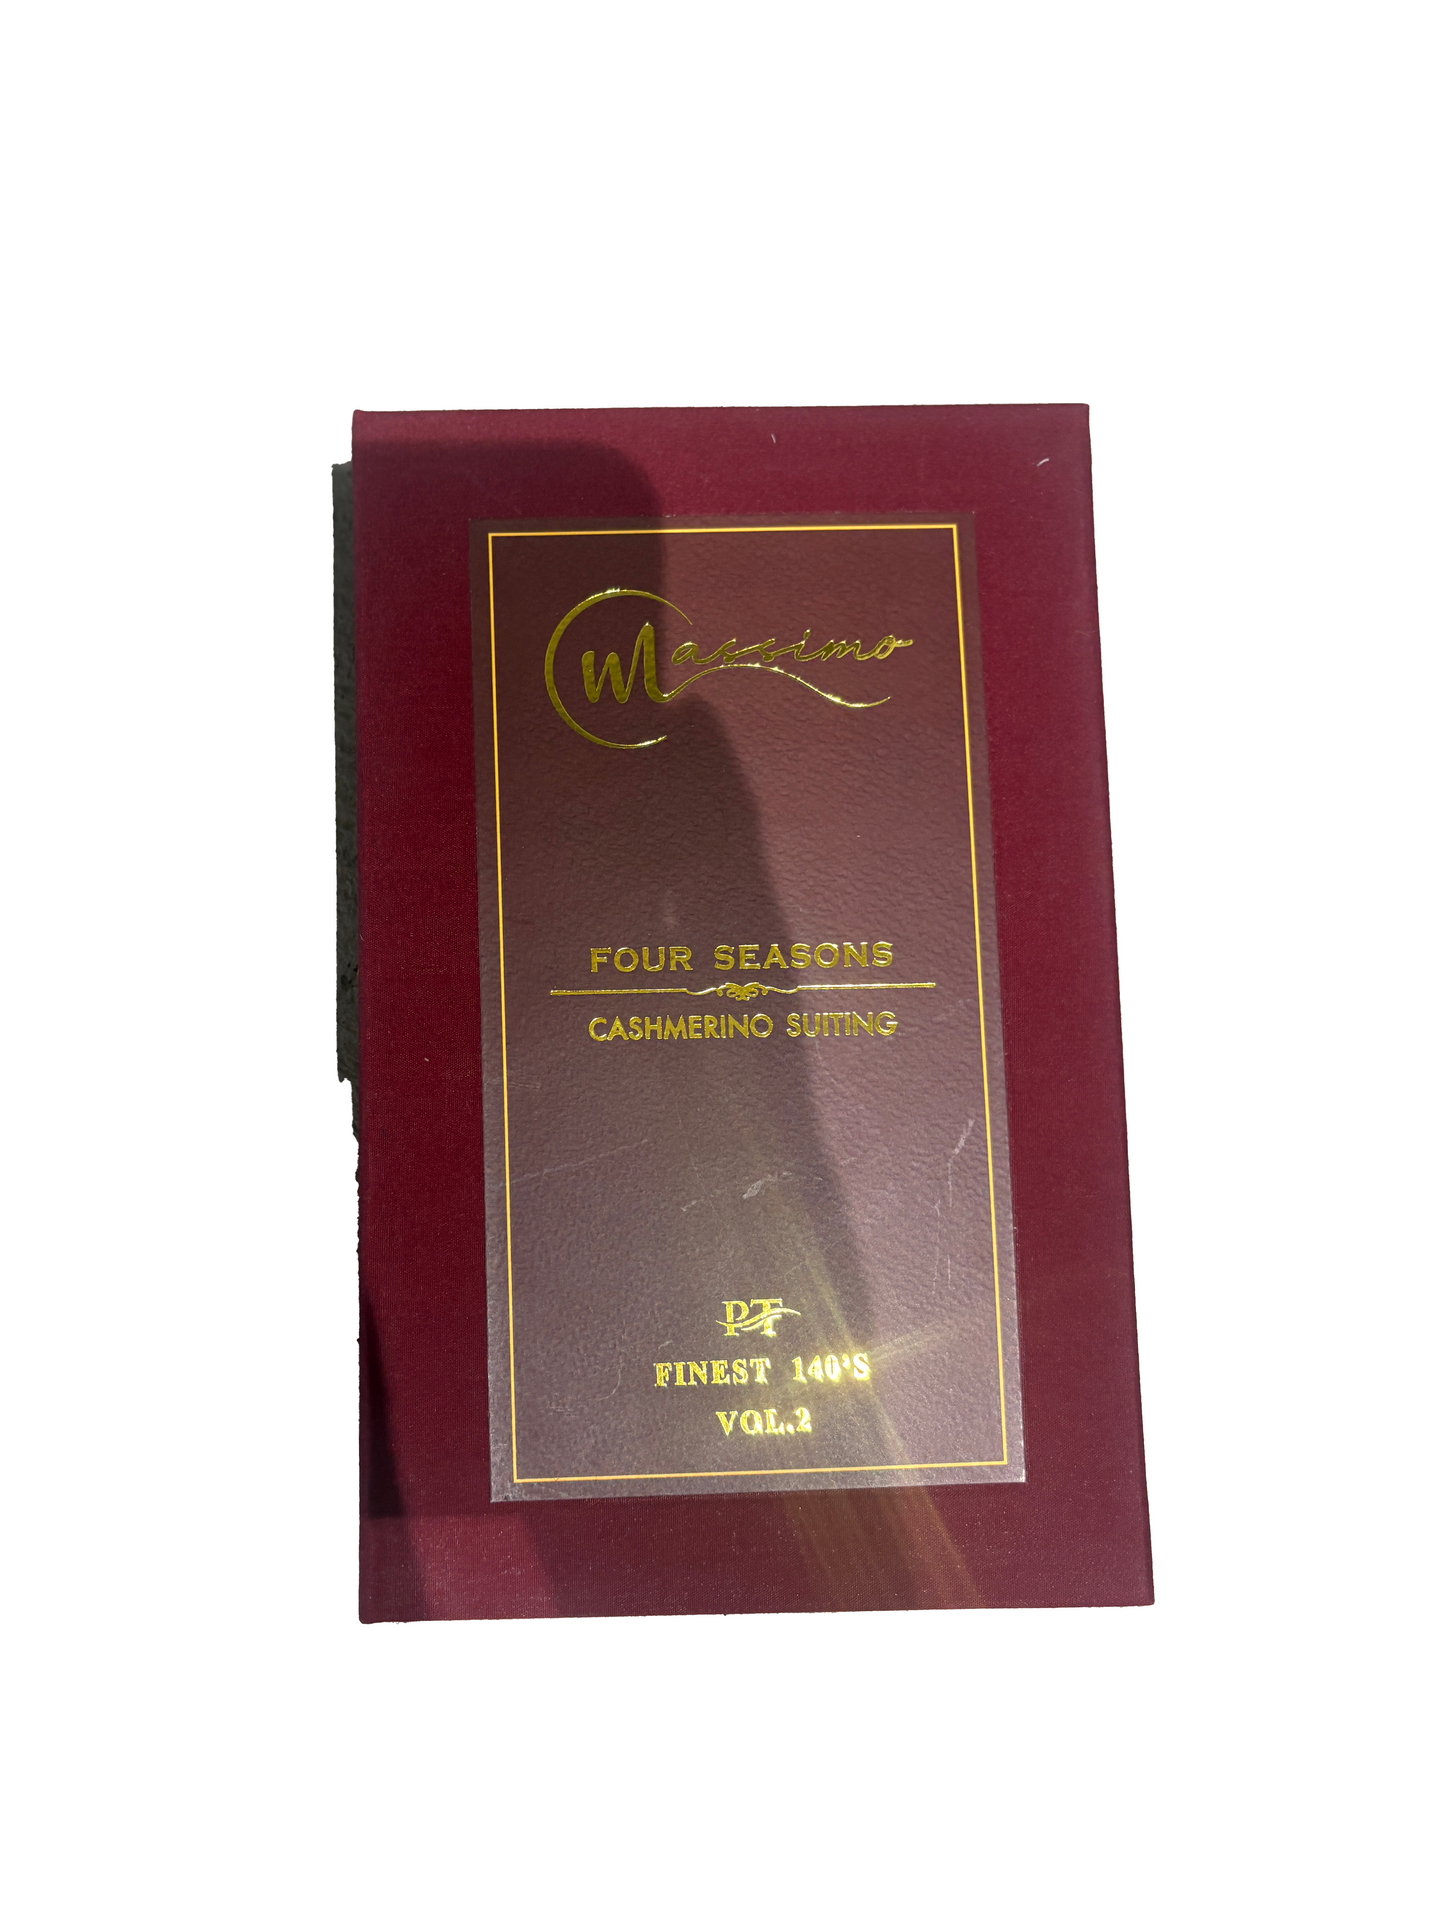 Massimo
FOUR SEASONS
CASHMERINO SUITING
PT
FINEST 140'S
VOL.2